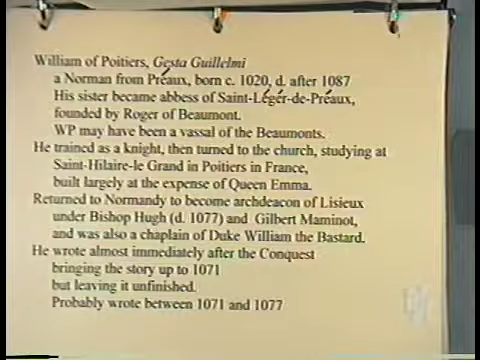 William of Poitiers, Gesta Guillelmi
a Norman from Préaux, born c. 1020, d. after 1087
His sister became abbess of Saint-Légér-de-Préaux,
founded by Roger of Beaumont.
WP may have been a vassal of the Beaumonts.
He trained as a knight, then turned to the church, studying at
Saint-Hilaire-le Grand in Poitiers in France,
built largely at the expense of Queen Emma.
Returned to Normandy to become archdeacon of Lisieux
under Bishop Hugh (d. 1077) and Gilbert Maminot,
and was also a chaplain of Duke William the Bastard.
He wrote almost immediately after the Conquest
bringing the story up to 1071
but leaving it unfinished.
Probably wrote between 1071 and 1077